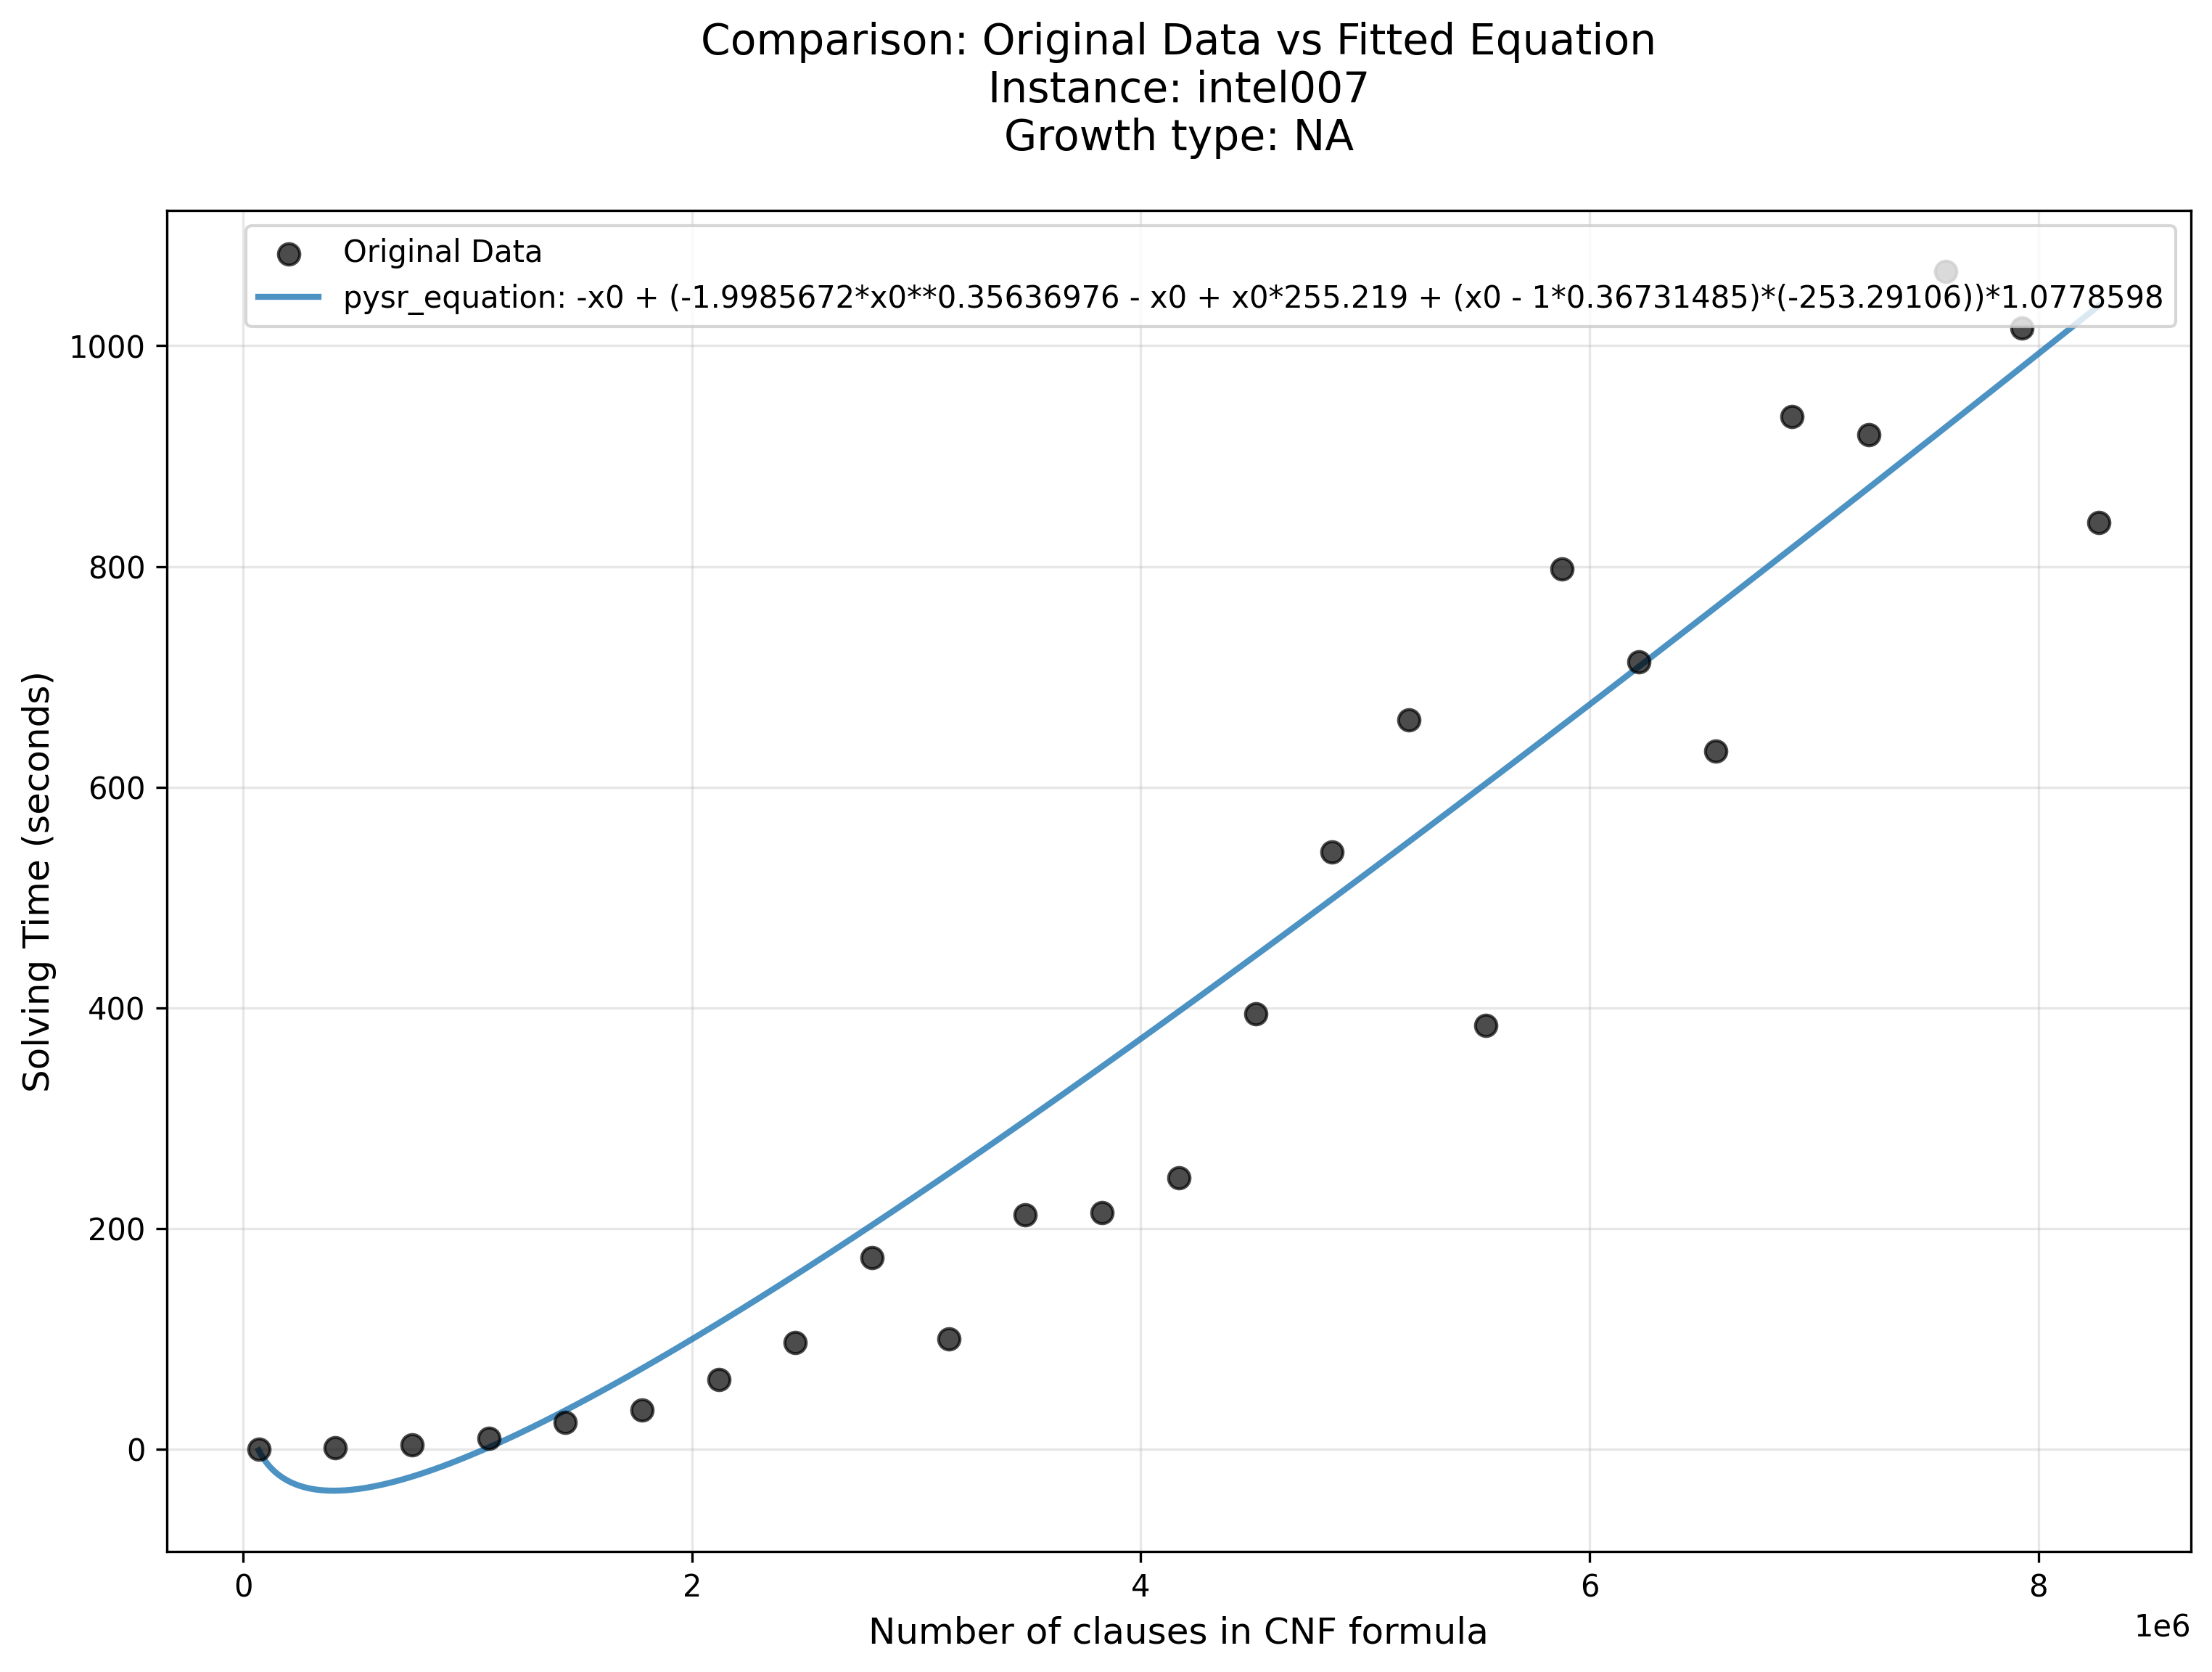 Comparison: Original Data vs Fitted Equation
Instance: intel007
Growth type: NA
Original Data
pysr_equation: -x0 + (-1.9985672*x0**0.35636976 - x0 + x0*255.219 + (x0 - 1*0.36731485)*(-253.29106))*1.0778598
1000
800
600
400
200
0
Solving Time (seconds)
0 2 4 6 8
1e6
Number of clauses in CNF formula